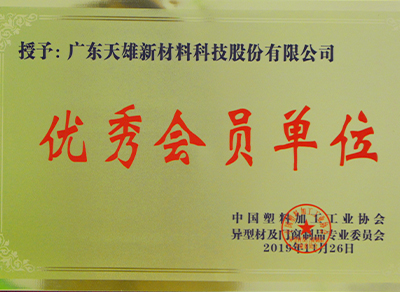 授予：广东天雄新材料科技股份有限公司
优秀会员单位
中国塑料加工工业协会
异型材及门窗制品专业委员会
2019年11月26日